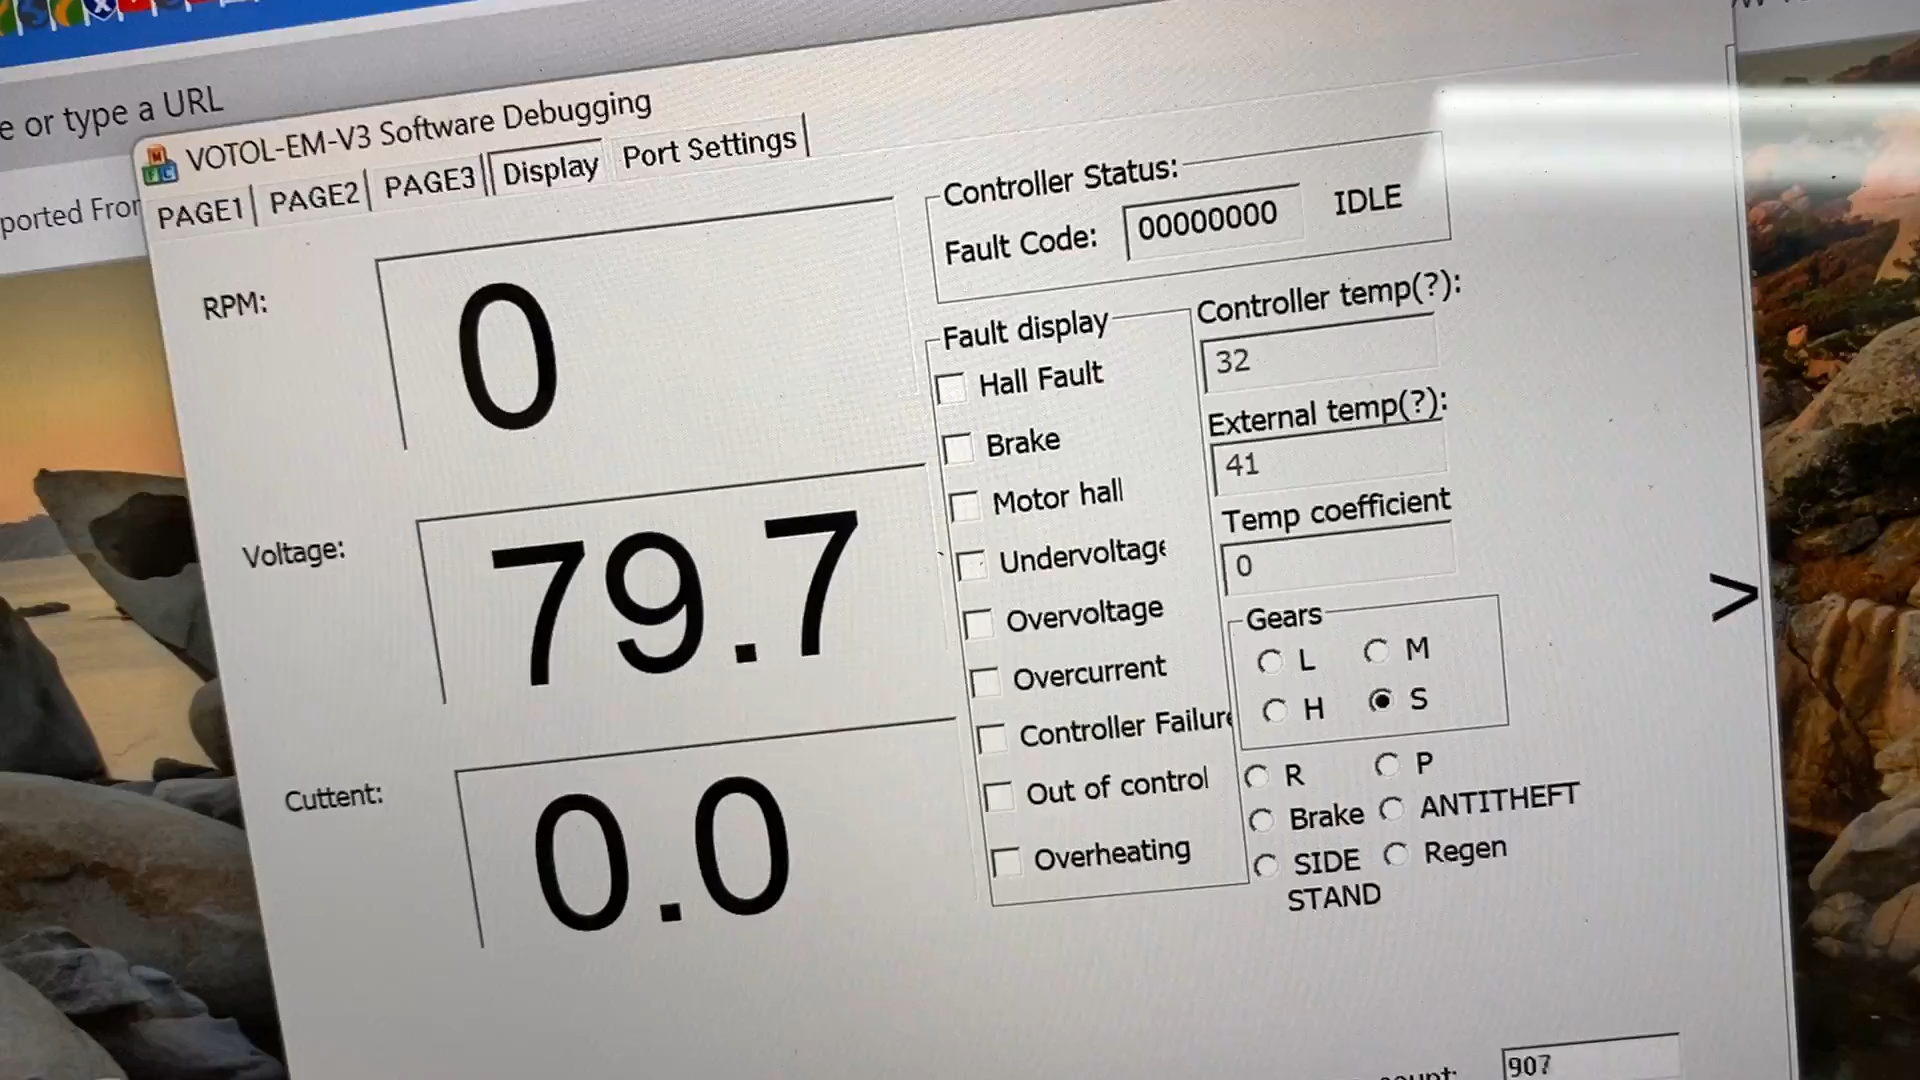 e or type a URL
ported Fror
VOTOL-EM-V3 Software Debugging
PAGE1 PAGE2 PAGE3 Display Port Settings
RPM:
0
Voltage:
79.7
Cuttent:
0.0
Controller Status:
Fault Code: 00000000 IDLE
Fault display
Hall Fault
Brake
Motor hall
Undervoltage
Overvoltage
Overcurrent
Controller Failure
Out of control
Overheating
Controller temp(?):
32
External temp(?):
41
Temp coefficient
0
Gears
L M
H S
R P
Brake ANTITHEFT
SIDE STAND Regen
>
907